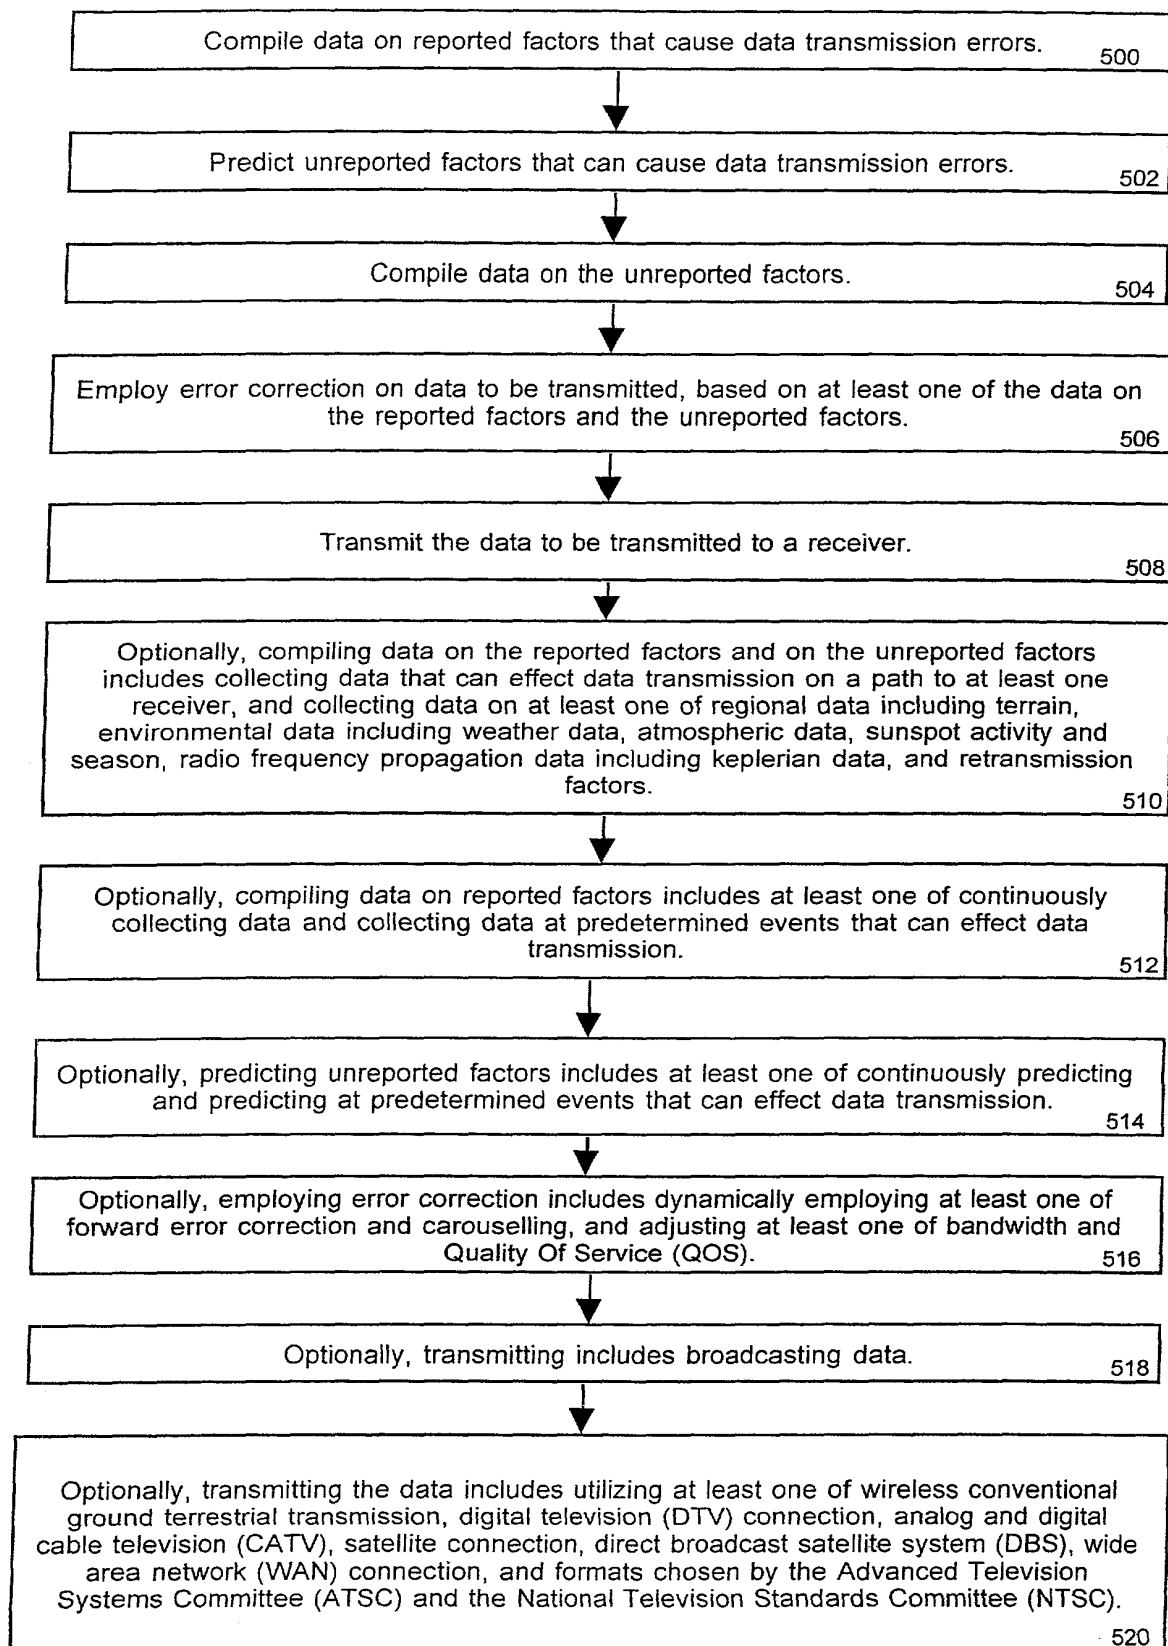 Compile data on reported factors that cause data transmission errors.
500
Predict unreported factors that can cause data transmission errors.
502
Compile data on the unreported factors.
504
Employ error correction on data to be transmitted, based on at least one of the data on
the reported factors and the unreported factors.
506
Transmit the data to be transmitted to a receiver.
508
Optionally, compiling data on the reported factors and on the unreported factors
includes collecting data that can effect data transmission on a path to at least one
receiver, and collecting data on at least one of regional data including terrain,
environmental data including weather data, atmospheric data, sunspot activity and
season, radio frequency propagation data including keplerian data, and retransmission
factors.
510
Optionally, compiling data on reported factors includes at least one of continuously
collecting data and collecting data at predetermined events that can effect data
transmission.
512
Optionally, predicting unreported factors includes at least one of continuously predicting
and predicting at predetermined events that can effect data transmission.
514
Optionally, employing error correction includes dynamically employing at least one of
forward error correction and carouselling, and adjusting at least one of bandwidth and
Quality Of Service (QOS).
516
Optionally, transmitting includes broadcasting data.
518
Optionally, transmitting the data includes utilizing at least one of wireless conventional
ground terrestrial transmission, digital television (DTV) connection, analog and digital
cable television (CATV), satellite connection, direct broadcast satellite system (DBS), wide
area network (WAN) connection, and formats chosen by the Advanced Television
Systems Committee (ATSC) and the National Television Standards Committee (NTSC).
520